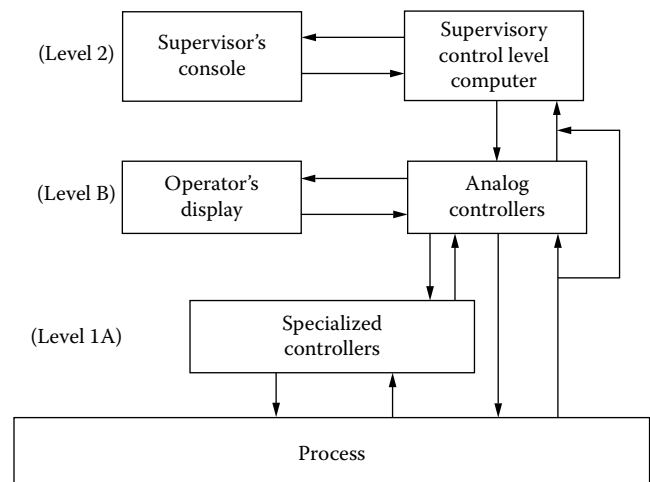 (Level 2)
Supervisor's
console
Supervisory
control level
computer
(Level B)
Operator's
display
Analog
controllers
(Level 1A)
Specialized
controllers
Process